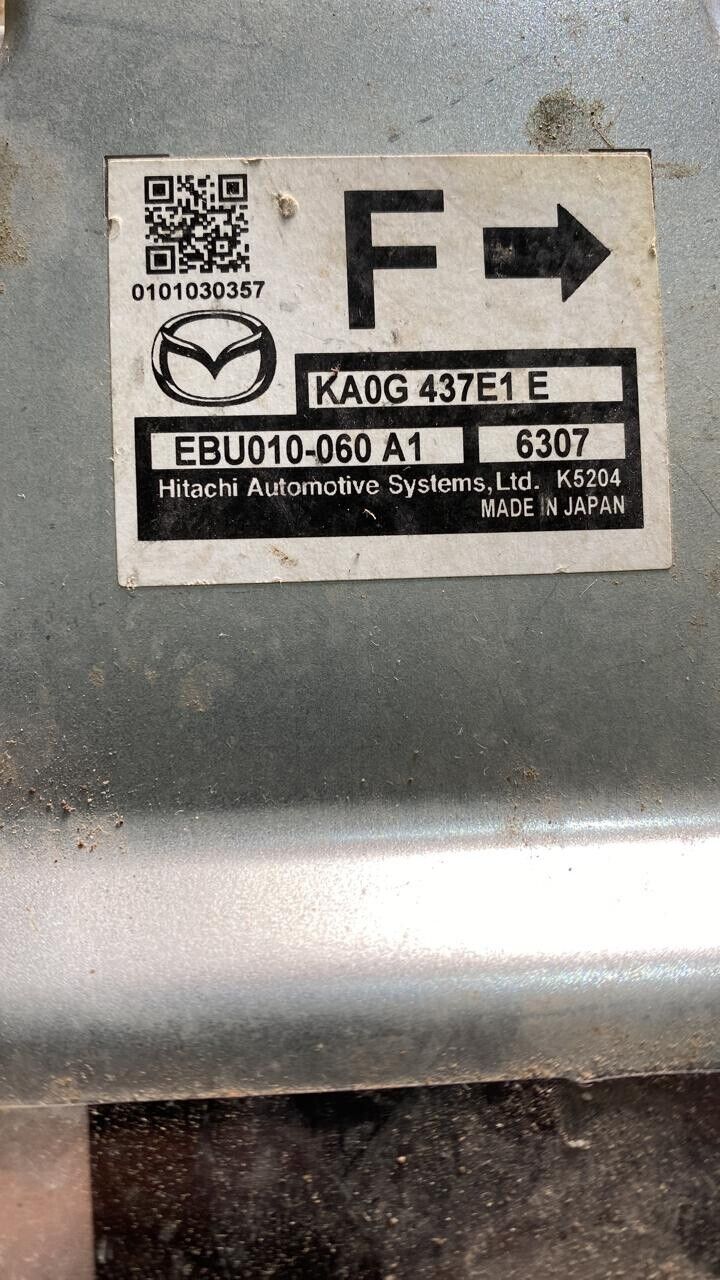 F
0101030357
KA0G 437E1 E
EBU010-060 A1 6307
Hitachi Automotive Systems,Ltd. K5204
MADE IN JAPAN